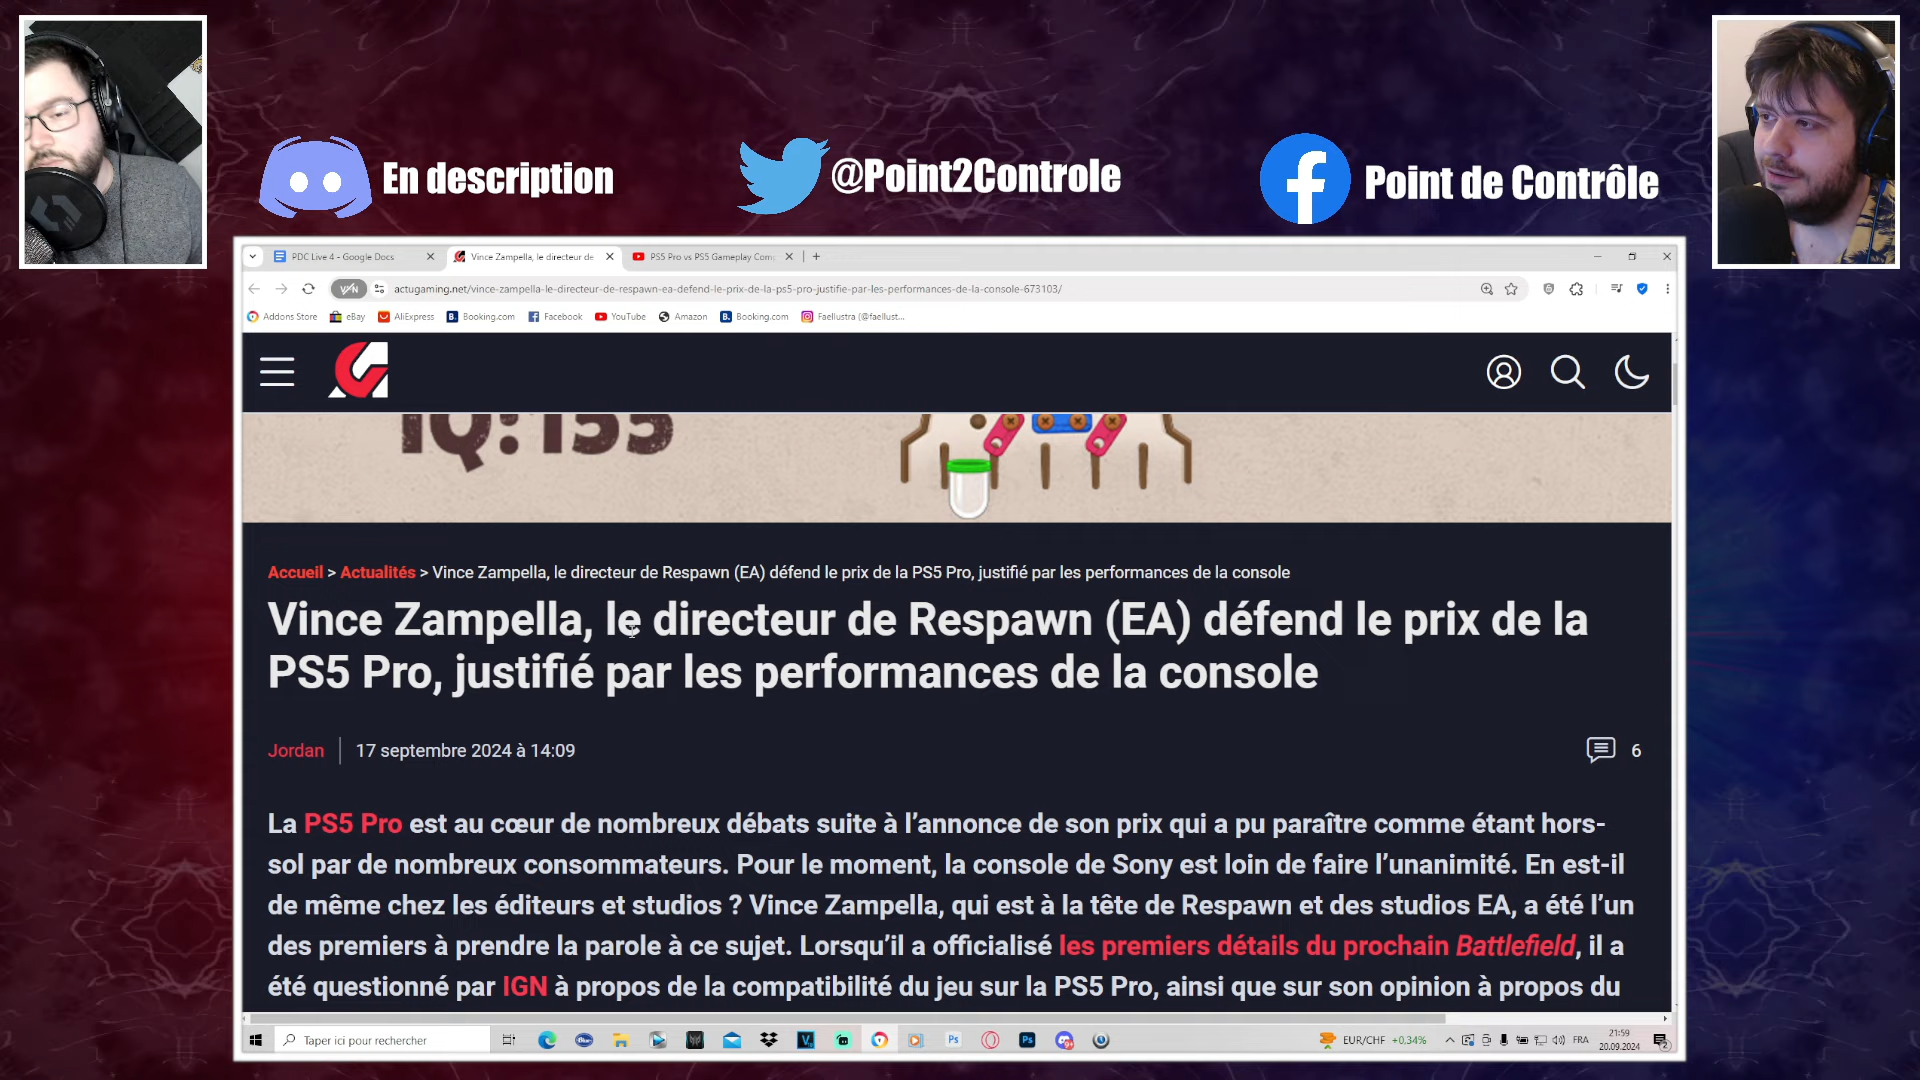 En description
@Point2Controle
Point de Contrôle
PDC Live 4 - Google Docs
Vince Zampella, le directeur de
PS5 Pro vs PS5 Gameplay Com
VPN
actugaming.net/vince-zampella-le-directeur-de-respawn-ea-defend-le-prix-de-la-ps5-pro-justifie-par-les-performances-de-la-console-673103/
Addons Store
eBay
AliExpress
Booking.com
Facebook
YouTube
Amazon
Booking.com
Faellustra (@faellust...
IQ: 155
Accueil > Actualités > Vince Zampella, le directeur de Respawn (EA) défend le prix de la PS5 Pro, justifié par les performances de la console
Vince Zampella, le directeur de Respawn (EA) défend le prix de la
PS5 Pro, justifié par les performances de la console
Jordan
17 septembre 2024 à 14:09
6
La PS5 Pro est au cœur de nombreux débats suite à l'annonce de son prix qui a pu paraître comme étant hors-
sol par de nombreux consommateurs. Pour le moment, la console de Sony est loin de faire l'unanimité. En est-il
de même chez les éditeurs et studios ? Vince Zampella, qui est à la tête de Respawn et des studios EA, a été l'un
des premiers à prendre la parole à ce sujet. Lorsqu'il a officialisé les premiers détails du prochain Battlefield, il a
été questionné par IGN à propos de la compatibilité du jeu sur la PS5 Pro, ainsi que sur son opinion à propos du
Taper ici pour rechercher
EUR/CHF +0.34%
FRA
21:59
20.09.2024